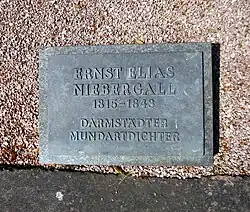 ERNST ELIAS
NIEBERGALL
1815-1843
DARMSTÄDTER
MUNDARTDICHTER